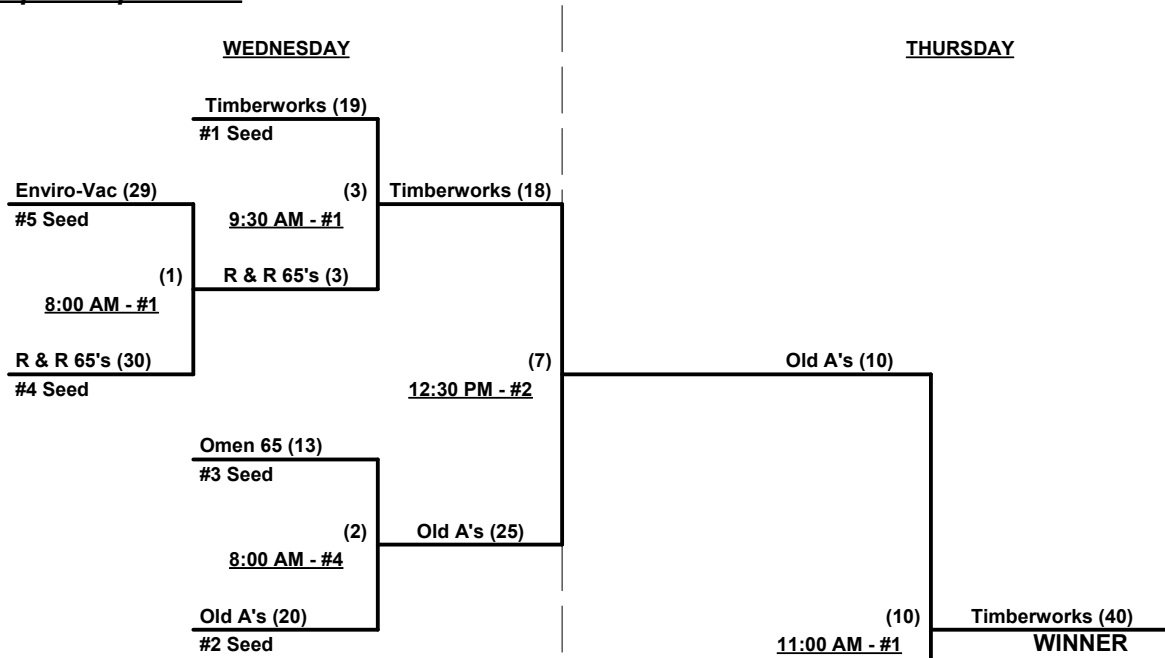 WEDNESDAY
THURSDAY
Timberworks (19)
#1 Seed
Enviro-Vac (29)
(3)
Timberworks (18)
#5 Seed
9:30 AM - #1
(1)
R & R 65's (3)
8:00 AM - #1
R & R 65's (30)
(7)
Old A's (10)
#4 Seed
12:30 PM - #2
Omen 65 (13)
#3 Seed
(2)
Old A's (25)
8:00 AM - #4
Old A's (20)
(10)
Timberworks (40)
#2 Seed
11:00 AM - #1
WINNER